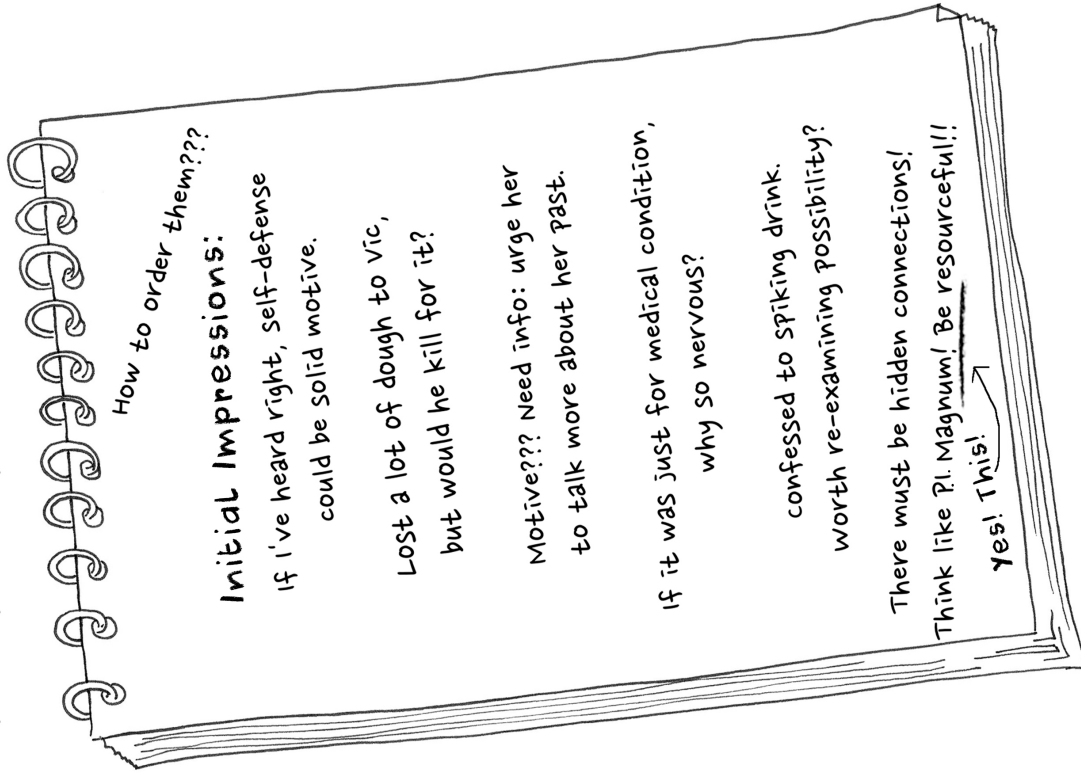 How to order them???
Initial Impressions:
If I've heard right, self-defense
could be solid motive.
Lost a lot of dough to Vic,
but would he kill for it?
Motive??? Need info: urge her
to talk more about her past.
If it was just for medical condition,
why so nervous?
confessed to spiking drink.
worth re-examining possibility?
There must be hidden connections!
Think like P.I. Magnum! Be resourceful!!
Yes! This!